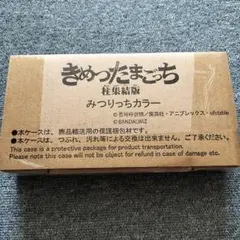 きめつたまごっち
柱集結版
みつりっちカラー
©吾峠呼世晴／集英社・アニプレックス・ufotable
©BANDAI,WiZ
●本ケースは、商品輸送用の保護梱包材です。
●本ケースは、つぶれ、汚れ等による交換は出来ません。ご了承ください。
This case is a protective package for product transportation.
Please note this case will not be subject for exchange in case of damage etc.